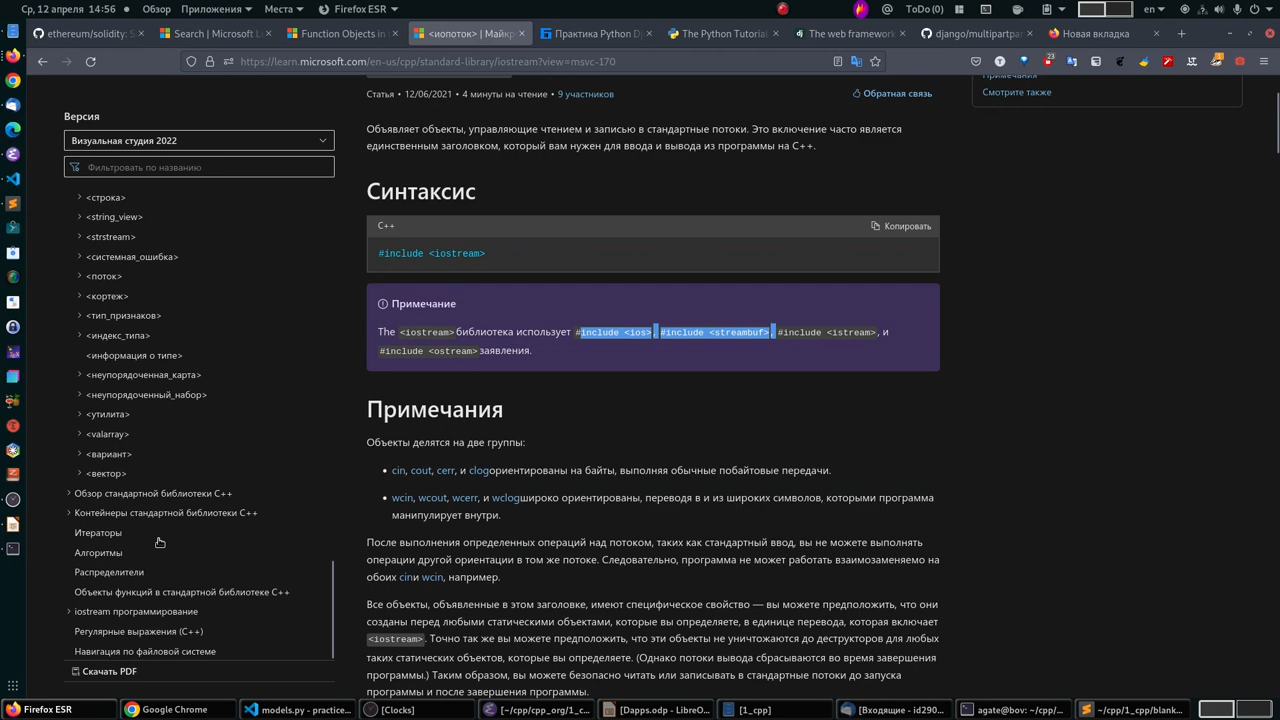 Ср, 12 апреля 14:56
Обзор
Приложения
Места
Firefox ESR
ToDo (0)
en
ethereum/solidity: S
Search | Microsoft Le
Function Objects in
<иопоток> | Майкр
Практика Python Dj
The Python Tutorial
The web framework
django/multipartpar
Новая вкладка
https://learn.microsoft.com/en-us/cpp/standard-library/iostream?view=msvc-170
23
Примечания
Смотрите также
Статья • 12/06/2021 • 4 минуты на чтение • 9 участников
Обратная связь
Версия
Визуальная студия 2022
Фильтровать по названию
<строка>
<string_view>
<strstream>
<системная_ошибка>
<поток>
<кортеж>
<тип_признаков>
<индекс_типа>
<информация о типе>
<неупорядоченная_карта>
<неупорядоченный_набор>
<утилита>
<valarray>
<вариант>
<вектор>
Обзор стандартной библиотеки C++
Контейнеры стандартной библиотеки C++
Итераторы
Алгоритмы
Распределители
Объекты функций в стандартной библиотеке C++
iostream программирование
Регулярные выражения (C++)
Навигация по файловой системе
Скачать PDF
Объявляет объекты, управляющие чтением и записью в стандартные потоки. Это включение часто является
единственным заголовком, который вам нужен для ввода и вывода из программы на C++.
Синтаксис
C++
Копировать
#include <iostream>
Примечание
The <iostream>библиотека использует #include <ios>, #include <streambuf>, #include <istream>, и
#include <ostream>заявления.
Примечания
Объекты делятся на две группы:
• cin, cout, cerr, и clogориентированы на байты, выполняя обычные побайтовые передачи.
• wcin, wcout, wcerr, и wclogшироко ориентированы, переводя в и из широких символов, которыми программа
манипулирует внутри.
После выполнения определенных операций над потоком, таких как стандартный ввод, вы не можете выполнять
операции другой ориентации в том же потоке. Следовательно, программа не может работать взаимозаменяемо на
обоих cinи wcin, например.
Все объекты, объявленные в этом заголовке, имеют специфическое свойство — вы можете предположить, что они
созданы перед любыми статическими объектами, которые вы определяете, в единице перевода, которая включает
<iostream>. Точно так же вы можете предположить, что эти объекты не уничтожаются до деструкторов для любых
таких статических объектов, которые вы определяете. (Однако потоки вывода сбрасываются во время завершения
программы.) Таким образом, вы можете безопасно читать или записывать в стандартные потоки до запуска
программы и после завершения программы.
Firefox ESR
Google Chrome
models.py - practice...
[Clocks]
[~/cpp/cpp_org/1_c...
[Dapps.odp - LibreO...
[1_cpp]
[Входящие - id290...
agate@bov: ~/cpp/...
~/cpp/1_cpp/blank...